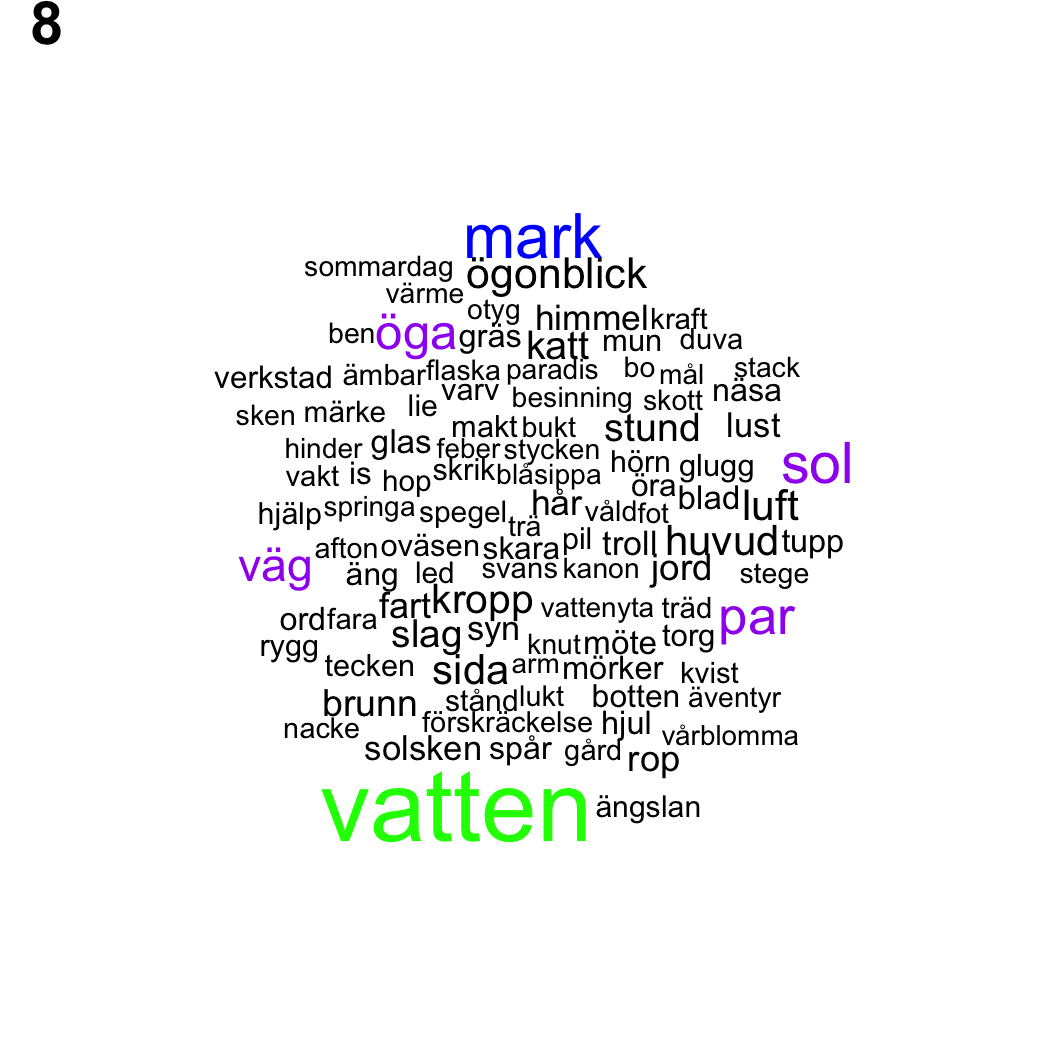 8
mark
sommardag ögonblick
värme
otyg himmel kraft
ben öga gräs katt mun duva
verkstad ämbar flaska paradis bo mål stack
varv besinning skott näsa
sken märke lie
makt bukt stund lust
hinder glas feber stycken sol
vakt is hop skrik blåsippa hörn glugg
öra blad luft
hjälp springa spegel trä hår våld fot
afton oväsen skara pil troll huvud tupp
väg äng led svans kanon jord stege
ord fara fart kropp vattenyta träd par
rygg slag syn knut möte torg
tecken sida arm mörker kvist
brunn stånd lukt botten äventyr
nacke förskräckelse hjul vårblomma
solsken spår gård rop
vatten ängslan